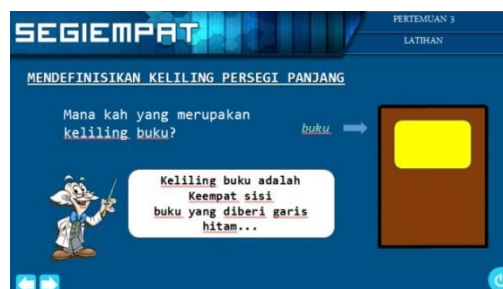 SEGIEMPAT
PERTEMUAN 3
LATIHAN
MENDEFINISIKAN KELILING PERSEGI PANJANG
Mana kah yang merupakan
keliling buku?
buku
Keliling buku adalah
Keempat sisi
buku yang diberi garis
hitam...